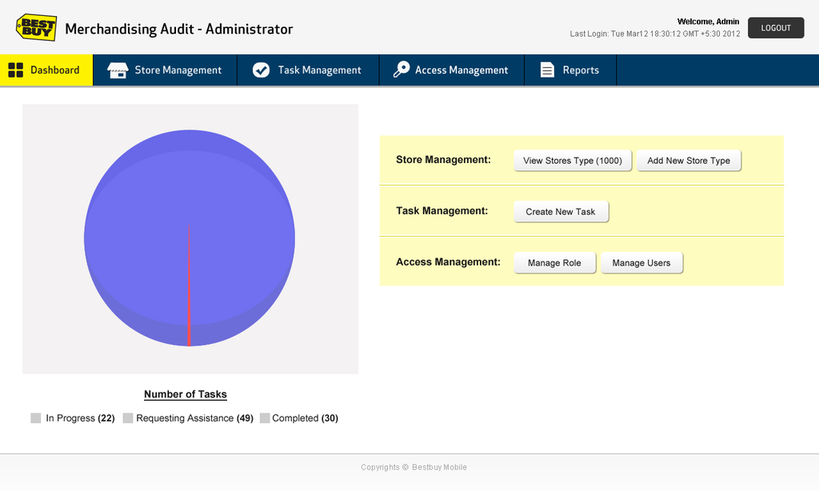 BEST BUY
Merchandising Audit - Administrator
Welcome, Admin
Last Login: Tue Mar12 18:30:12 GMT +5:30 2012
LOGOUT
Dashboard
Store Management
Task Management
Access Management
Reports
Store Management:
View Stores Type (1000)
Add New Store Type
Task Management:
Create New Task
Access Management:
Manage Role
Manage Users
Number of Tasks
In Progress (22)
Requesting Assistance (49)
Completed (30)
Copyrights © Bestbuy Mobile